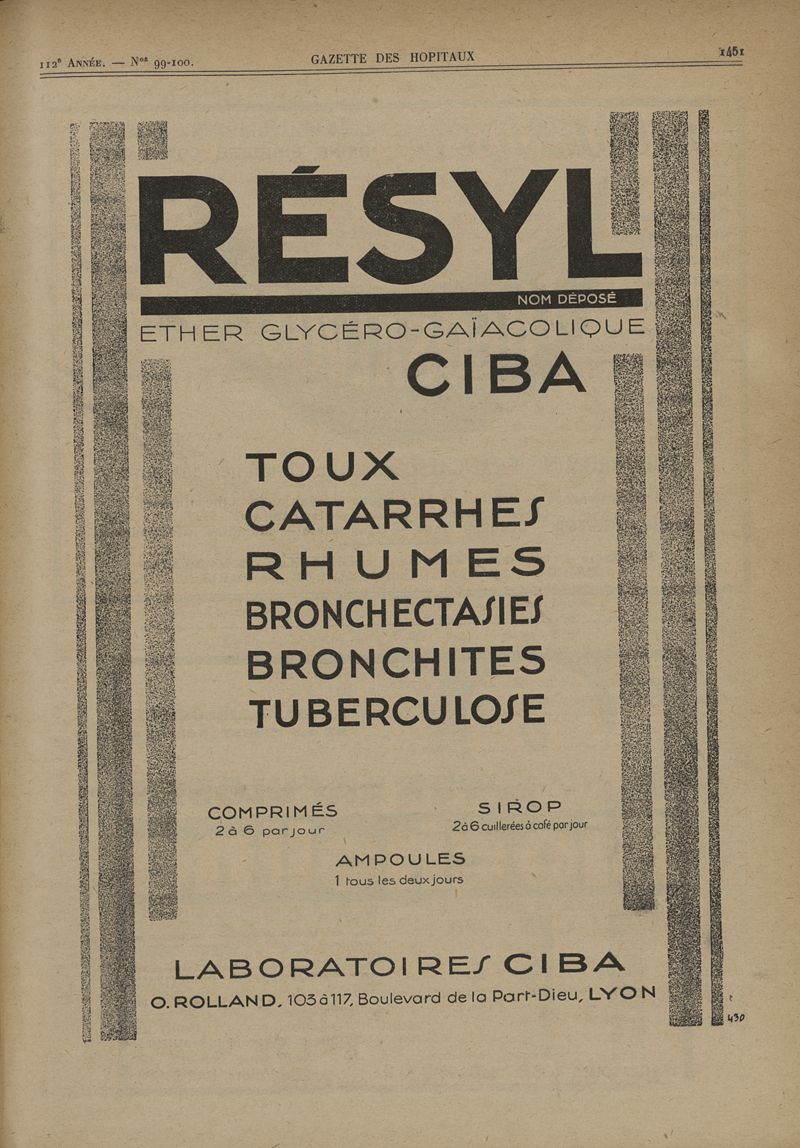 112e ANNÉE. — Nos 99-100.
GAZETTE DES HOPITAUX
1451
RÉSYL
NOM DÉPOSÉ
ETHER GLYCÉRO-GAÏACOLIQUE
CIBA
TOUX
CATARRHES
RHUMES
BRONCHECTASIES
BRONCHITES
TUBERCULOSE
COMPRIMÉS
2 à 6 par jour
SIROP
2 à 6 cuillerées à café par jour
AMPOULES
1 tous les deux jours
LABORATOIRES CIBA
O. ROLLAND, 103 à 117, Boulevard de la Part-Dieu, LYON
430